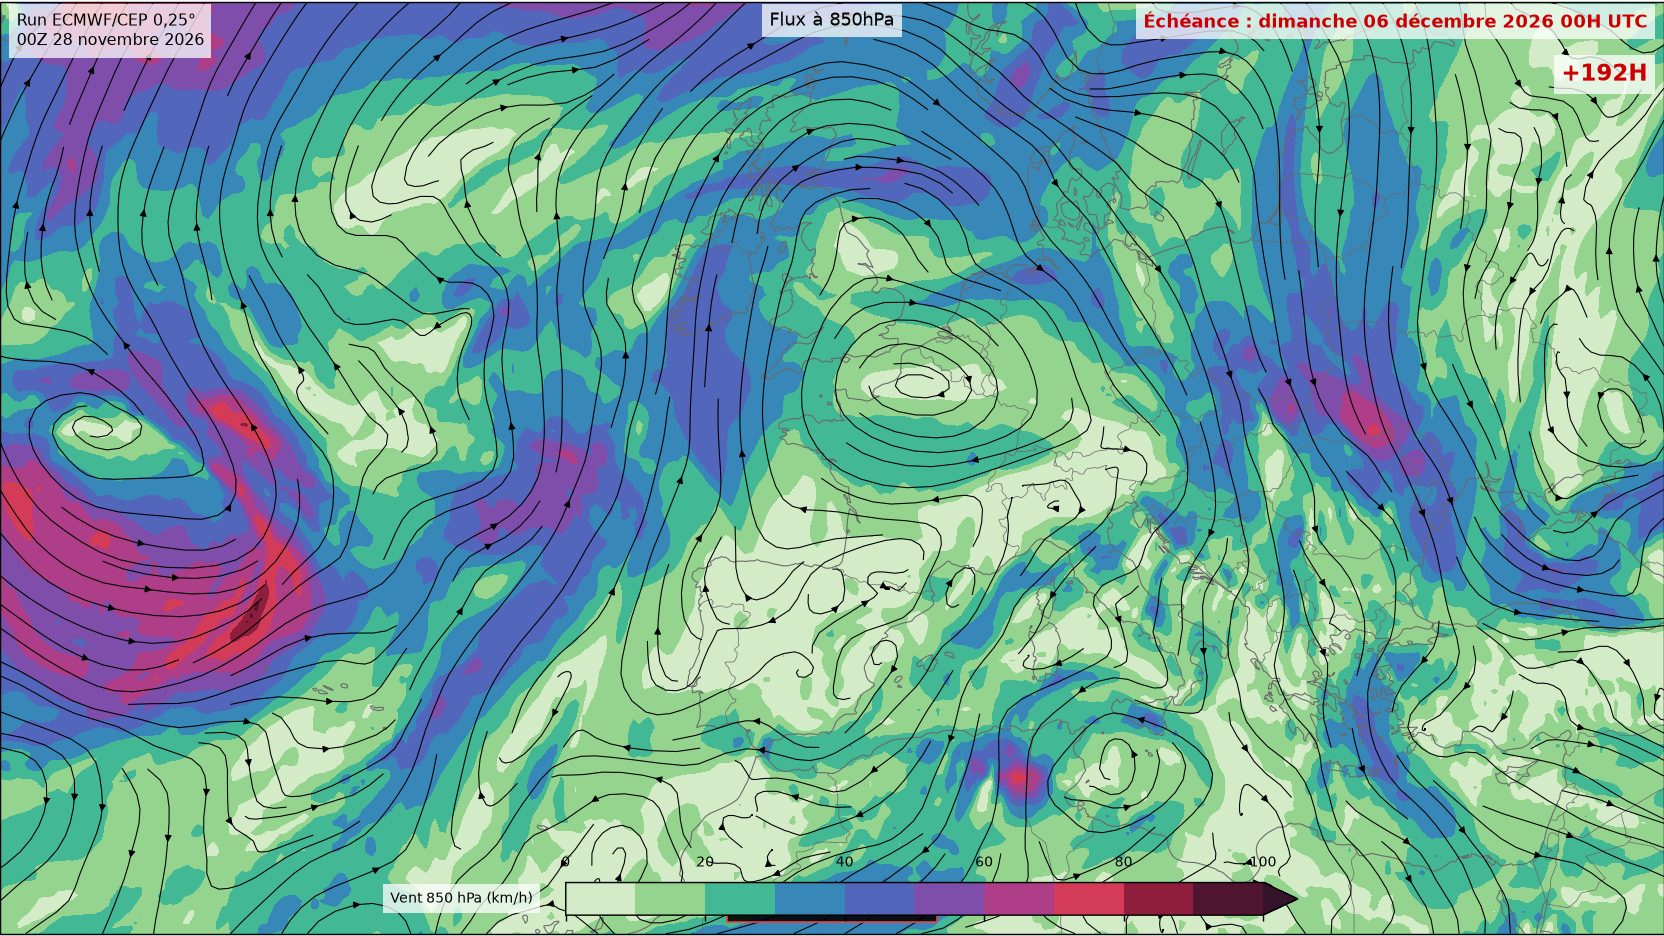 Run ECMWF/CEP 0,25°
00Z 28 novembre 2026
Flux à 850hPa
Échéance : dimanche 06 décembre 2026 00H UTC
+192H
0 20 40 60 80 100
Vent 850 hPa (km/h)